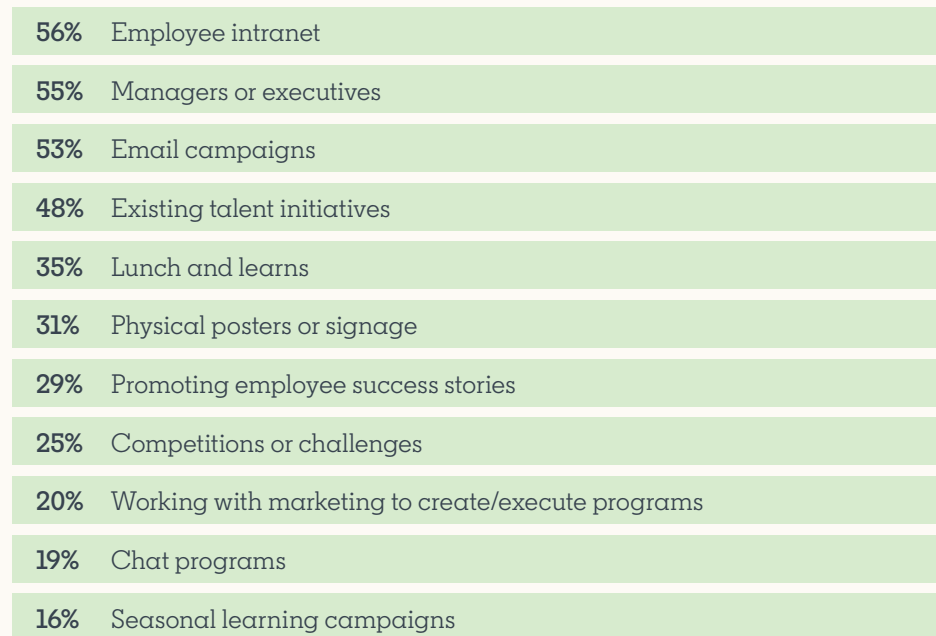 56% Employee intranet
55% Managers or executives
53% Email campaigns
48% Existing talent initiatives
35% Lunch and learns
31% Physical posters or signage
29% Promoting employee success stories
25% Competitions or challenges
20% Working with marketing to create/execute programs
19% Chat programs
16% Seasonal learning campaigns